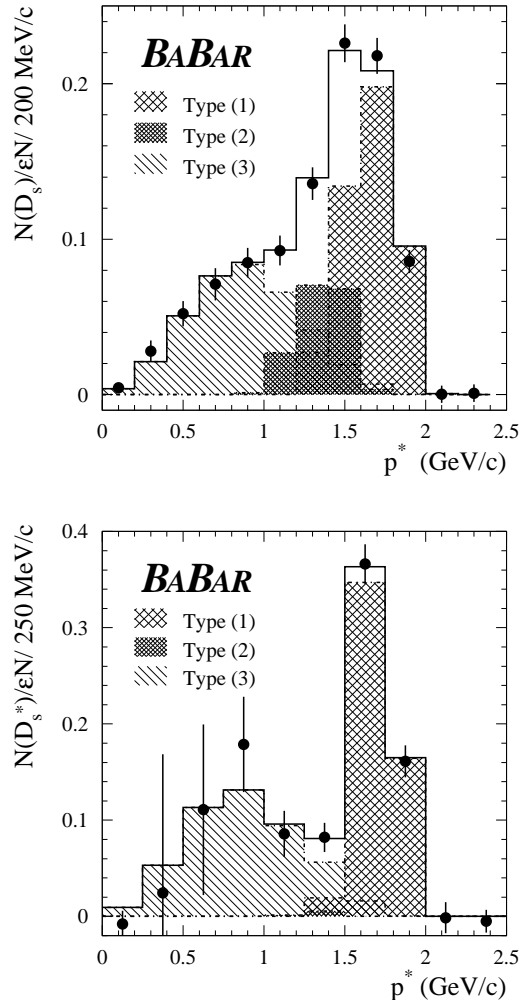 N(D_s)/εN/ 200 MeV/c
BABAR
Type (1)
Type (2)
Type (3)
0.2
0.1
0
0 0.5 1 1.5 2 2.5
p* (GeV/c)
N(D_s*)/εN/ 250 MeV/c
BABAR
Type (1)
Type (2)
Type (3)
0.4
0.3
0.2
0.1
0
0 0.5 1 1.5 2 2.5
p* (GeV/c)